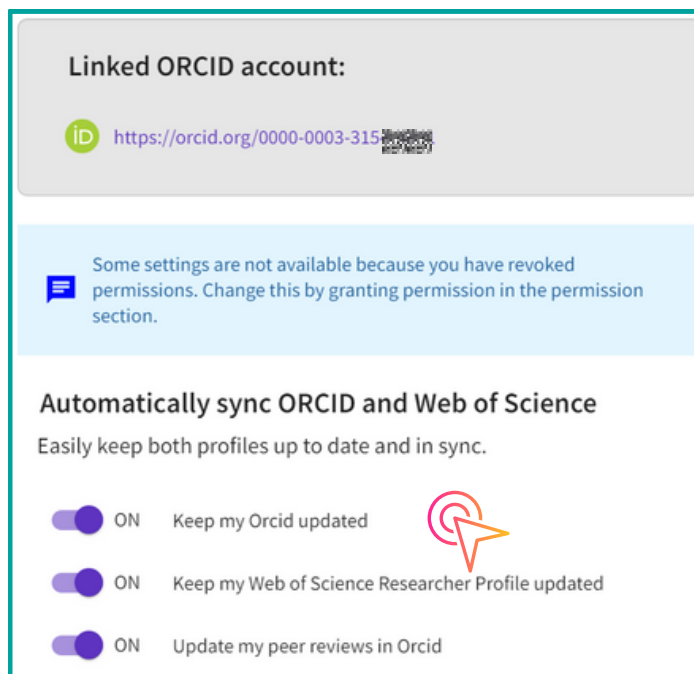 Linked ORCID account:
iD https://orcid.org/0000-0003-315
Some settings are not available because you have revoked
permissions. Change this by granting permission in the permission
section.
Automatically sync ORCID and Web of Science
Easily keep both profiles up to date and in sync.
ON Keep my Orcid updated
ON Keep my Web of Science Researcher Profile updated
ON Update my peer reviews in Orcid